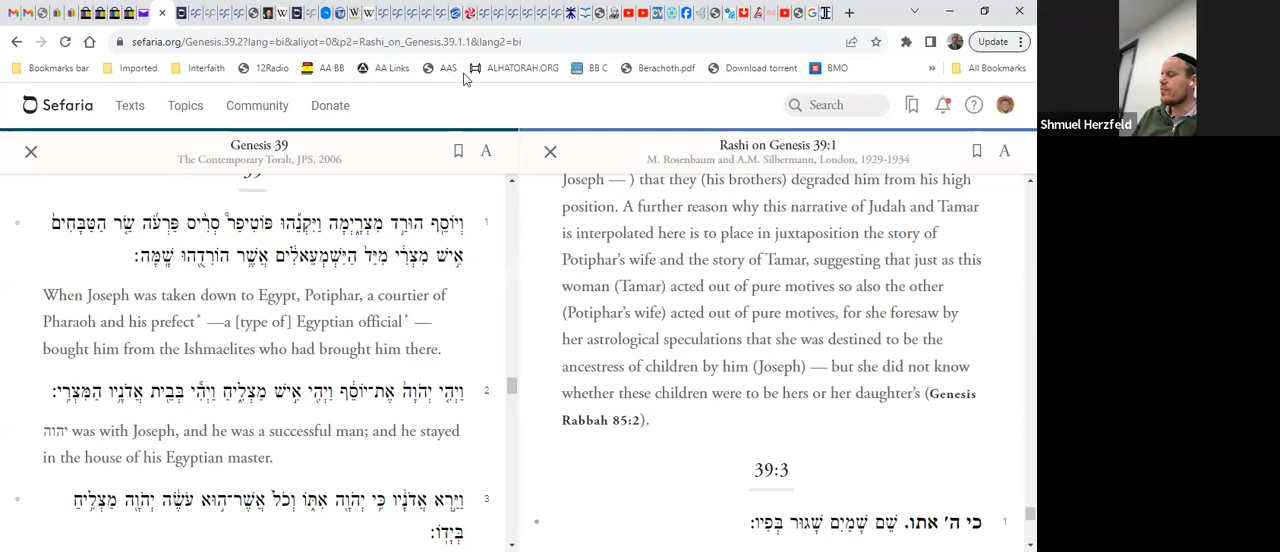 sefaria.org/Genesis.39.2?lang=bi&aliyot=0&p2=Rashi_on_Genesis.39.1.1&lang2=bi
Update
Bookmarks bar
Imported
Interfaith
12Radio
AA BB
AA Links
AAS
ALHATORAH.ORG
BB C
Berachoth.pdf
Download torrent
BMO
»
All Bookmarks
Sefaria
Texts
Topics
Community
Donate
Search
Genesis 39
The Contemporary Torah, JPS, 2006
A
1
וְיוֹסֵ֖ף הוּרַ֣ד מִצְרָ֑יְמָה וַיִּקְנֵ֡הוּ פּוֹטִיפַר֩ סְרִ֨יס פַּרְעֹ֜ה שַׂ֤ר הַטַּבָּחִים֙
אִ֣ישׁ מִצְרִ֔י מִיַּד֙ הַיִּשְׁמְעֵאלִ֔ים אֲשֶׁ֥ר הוֹרִדֻ֖הוּ שָֽׁמָּה׃
When Joseph was taken down to Egypt, Potiphar, a courtier of
Pharaoh and his prefect* —a [type of] Egyptian official* —
bought him from the Ishmaelites who had brought him there.
2
וַיְהִ֤י יְהֹוָה֙ אֶת־יוֹסֵ֔ף וַיְהִ֖י אִ֣ישׁ מַצְלִ֑יחַ וַיְהִ֕י בְּבֵ֥ית אֲדֹנָ֖יו הַמִּצְרִֽי׃
יהוה was with Joseph, and he was a successful man; and he stayed
in the house of his Egyptian master.
3
וַיַּ֣רְא אֲדֹנָ֔יו כִּ֥י יְהֹוָ֖ה אִתּ֑וֹ וְכֹל֙ אֲשֶׁר־ה֣וּא עֹשֶׂ֔ה יְהֹוָ֖ה מַצְלִ֥יחַ
בְּיָדֽוֹ׃
Rashi on Genesis 39:1
M. Rosenbaum and A.M. Silbermann, London, 1929-1934
A
Joseph — ) that they (his brothers) degraded him from his high
position. A further reason why this narrative of Judah and Tamar
is interpolated here is to place in juxtaposition the story of
Potiphar’s wife and the story of Tamar, suggesting that just as this
woman (Tamar) acted out of pure motives so also the other
(Potiphar’s wife) acted out of pure motives, for she foresaw by
her astrological speculations that she was destined to be the
ancestress of children by him (Joseph) — but she did not know
whether these children were to be hers or her daughter’s (Genesis
Rabbah 85:2).
39:3
1
כי ה׳ אתו. שֵׁם שָׁמַיִם שָׁגוּר בְּפִיו:
Shmuel Herzfeld